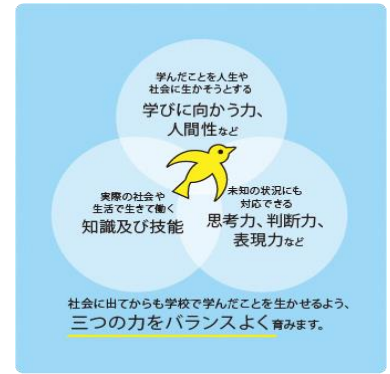 学んだことを人生や
社会に生かそうとする
学びに向かう力、
人間性など
実際の社会や
生活で生きて働く
知識及び技能
未知の状況にも
対応できる
思考力、判断力、
表現力など
社会に出てからも学校で学んだことを生かせるよう、
三つの力をバランスよく育みます。